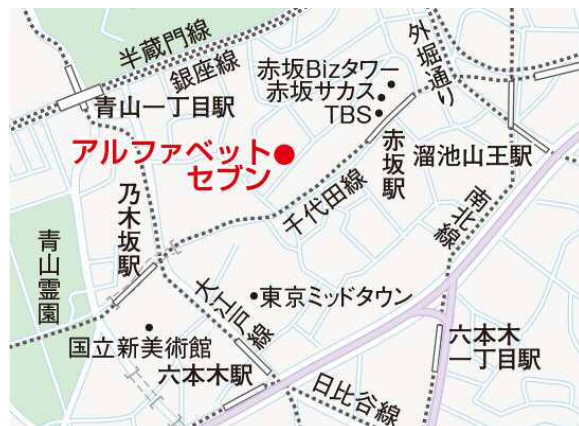 半蔵門線
銀座線
青山一丁目駅
外堀通り
赤坂Bizタワー
赤坂サカス
TBS
アルファベット
セブン
赤坂駅
溜池山王駅
乃木坂駅
千代田線
南北線
青山霊園
大江戸線
東京ミッドタウン
国立新美術館
六本木駅
六本木
一丁目駅
日比谷線